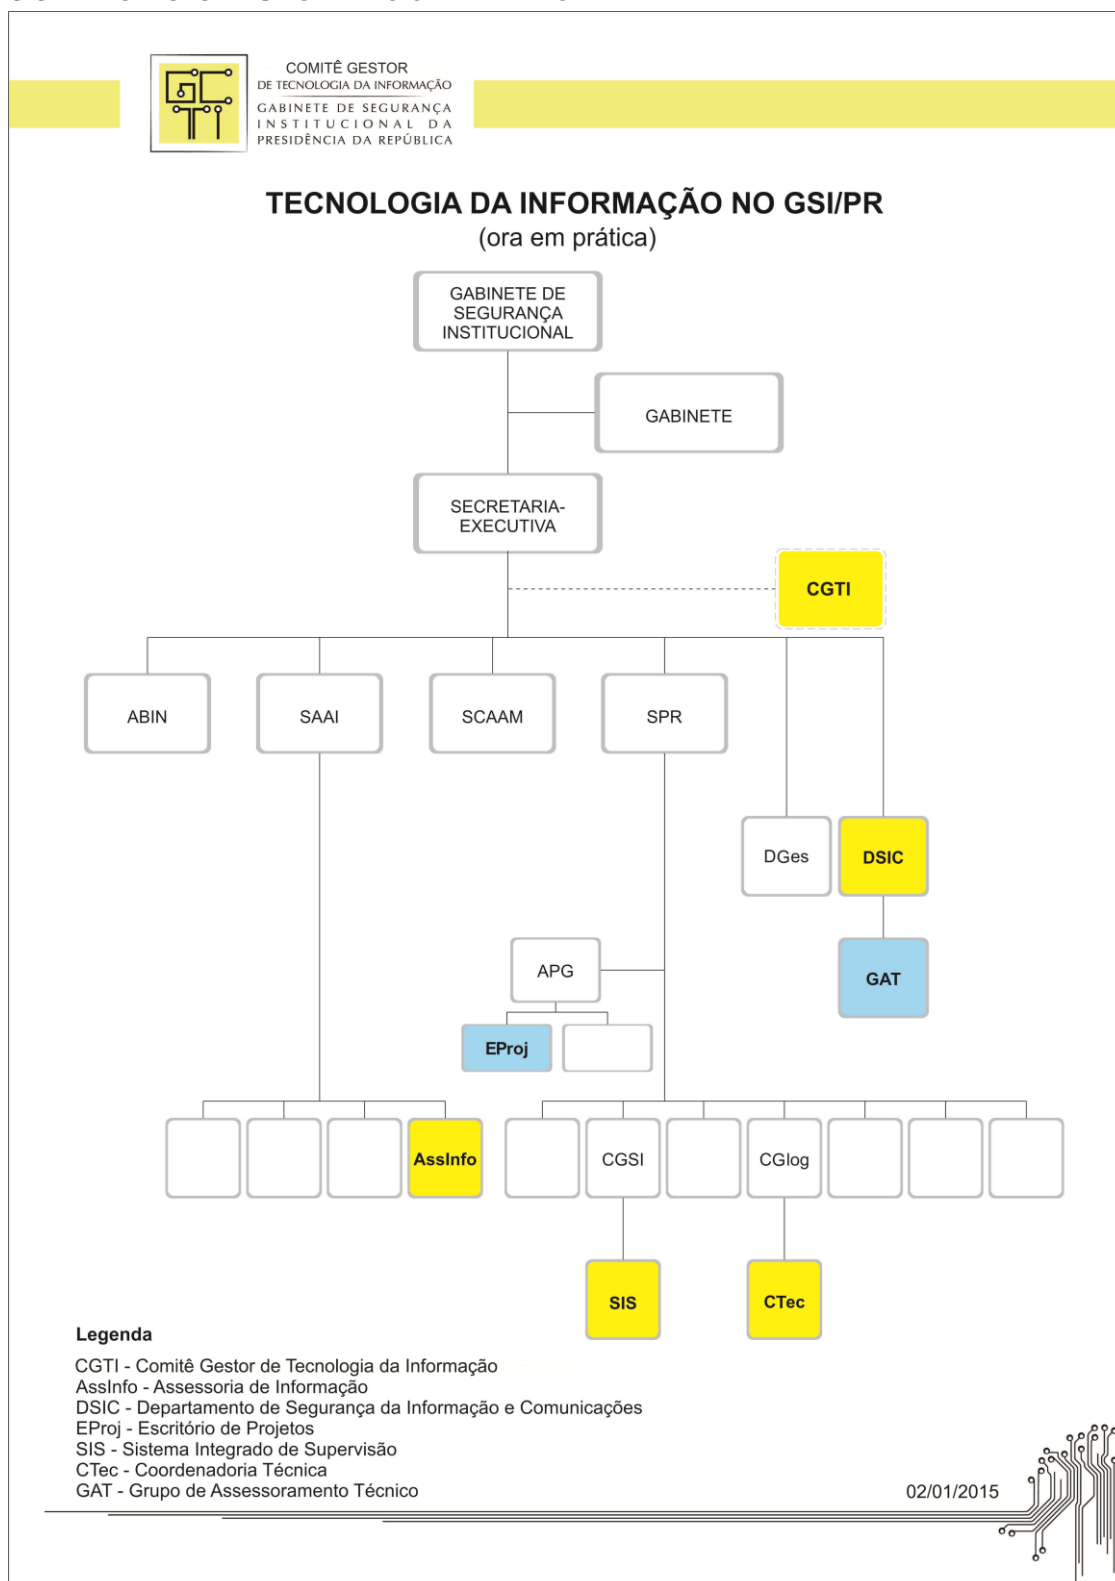 COMITÊ GESTOR
DE TECNOLOGIA DA INFORMAÇÃO
GABINETE DE SEGURANÇA
INSTITUCIONAL DA
PRESIDÊNCIA DA REPÚBLICA
TECNOLOGIA DA INFORMAÇÃO NO GSI/PR
(ora em prática)
GABINETE DE
SEGURANÇA
INSTITUCIONAL
GABINETE
SECRETARIA-
EXECUTIVA
CGTI
ABIN
SAAI
SCAAM
SPR
DGes
DSIC
APG
GAT
EProj
AssInfo
CGSI
CGlog
SIS
CTec
Legenda
CGTI - Comitê Gestor de Tecnologia da Informação
AssInfo - Assessoria de Informação
DSIC - Departamento de Segurança da Informação e Comunicações
EProj - Escritório de Projetos
SIS - Sistema Integrado de Supervisão
CTec - Coordenadoria Técnica
GAT - Grupo de Assessoramento Técnico
02/01/2015